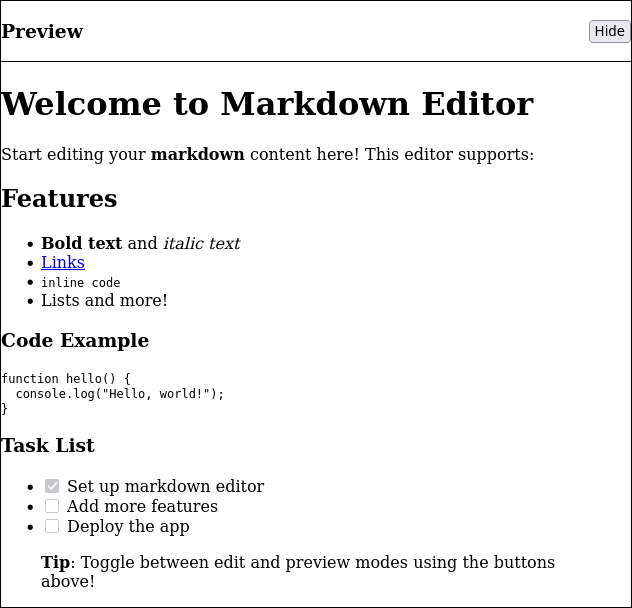 Preview
Hide
Welcome to Markdown Editor
Start editing your markdown content here! This editor supports:
Features
Bold text and italic text
Links
inline code
Lists and more!
Code Example
function hello() {
  console.log("Hello, world!");
}
Task List
Set up markdown editor
Add more features
Deploy the app
Tip: Toggle between edit and preview modes using the buttons
above!